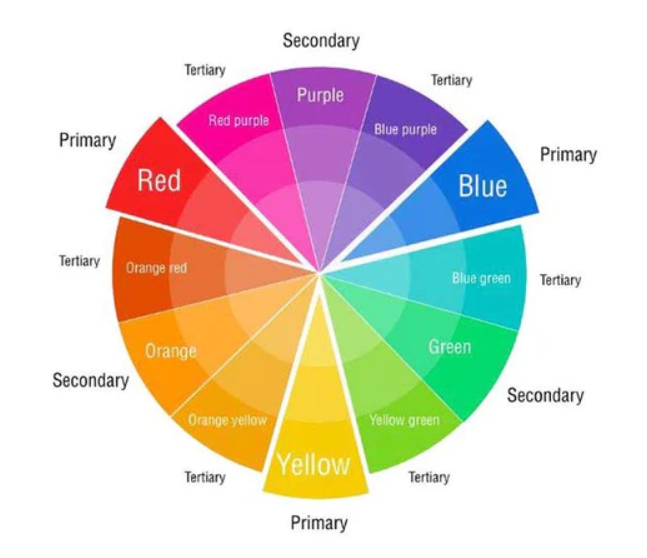 Secondary
Tertiary
Tertiary
Purple
Red purple
Blue purple
Primary
Primary
Red
Blue
Tertiary
Orange red
Blue green
Tertiary
Orange
Green
Secondary
Secondary
Orange yellow
Yellow green
Yellow
Tertiary
Tertiary
Primary